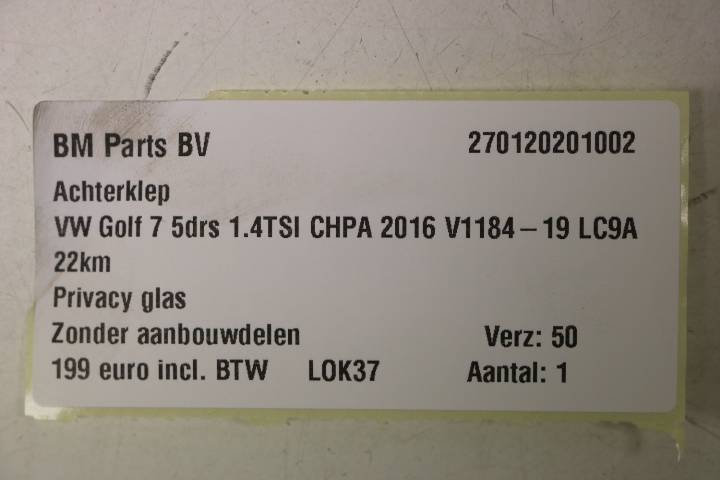 BM Parts BV 270120201002
Achterklep
VW Golf 7 5drs 1.4TSI CHPA 2016 V1184-19 LC9A
22km
Privacy glas
Zonder aanbouwdelen Verz: 50
199 euro incl. BTW LOK37 Aantal: 1